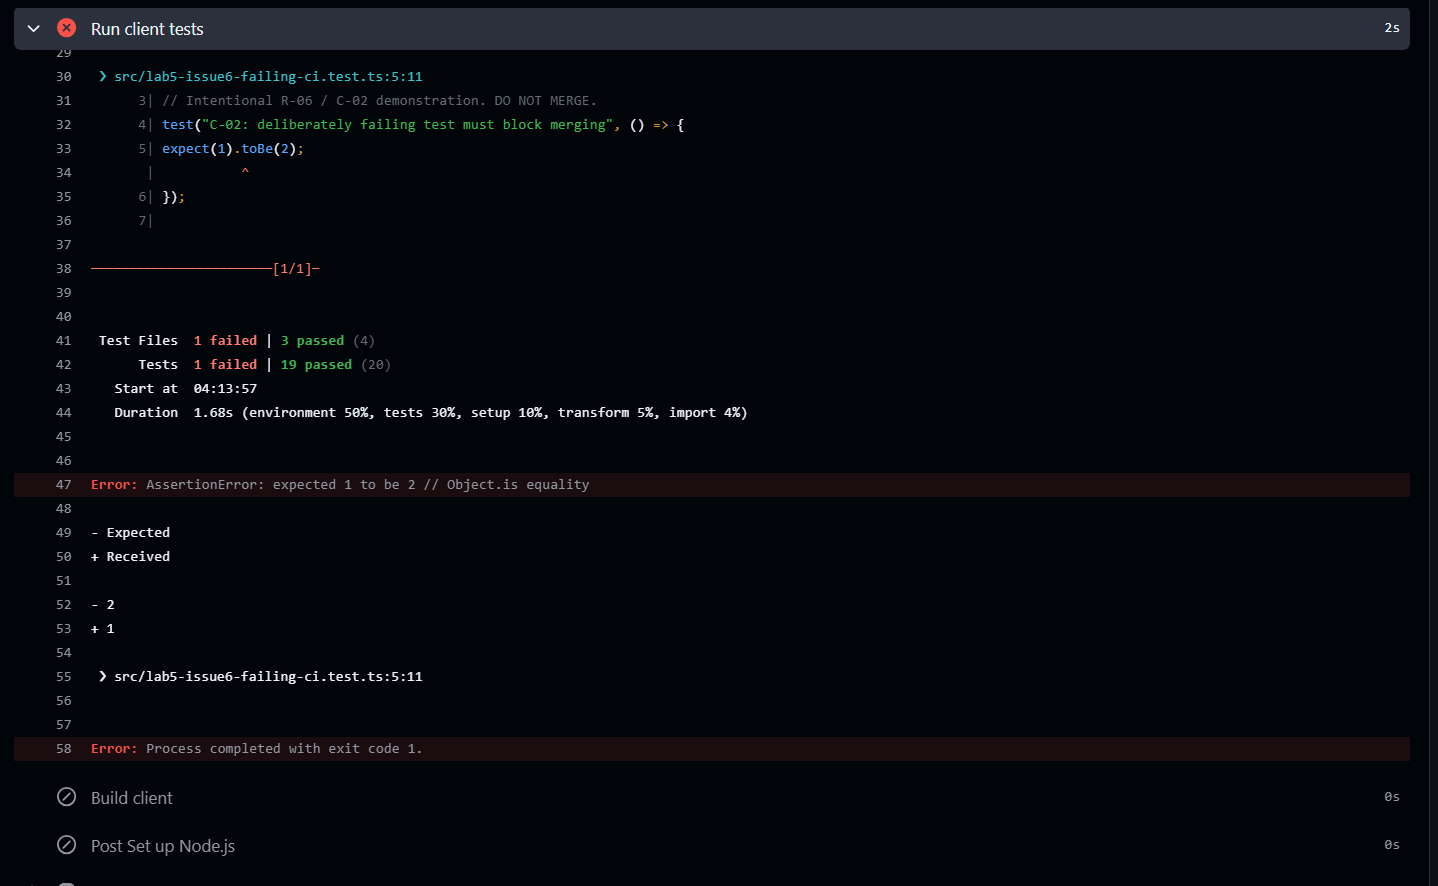 Run client tests 2s
29
30 ❯ src/lab5-issue6-failing-ci.test.ts:5:11
31 3| // Intentional R-06 / C-02 demonstration. DO NOT MERGE.
32 4| test("C-02: deliberately failing test must block merging", () => {
33 5| expect(1).toBe(2);
34 | ^
35 6| });
36 7|
37
38 ───────────────────────[1/1]─
39
40
41 Test Files 1 failed | 3 passed (4)
42 Tests 1 failed | 19 passed (20)
43 Start at 04:13:57
44 Duration 1.68s (environment 50%, tests 30%, setup 10%, transform 5%, import 4%)
45
46
47 Error: AssertionError: expected 1 to be 2 // Object.is equality
48
49 - Expected
50 + Received
51
52 - 2
53 + 1
54
55 ❯ src/lab5-issue6-failing-ci.test.ts:5:11
56
57
58 Error: Process completed with exit code 1.
Build client 0s
Post Set up Node.js 0s